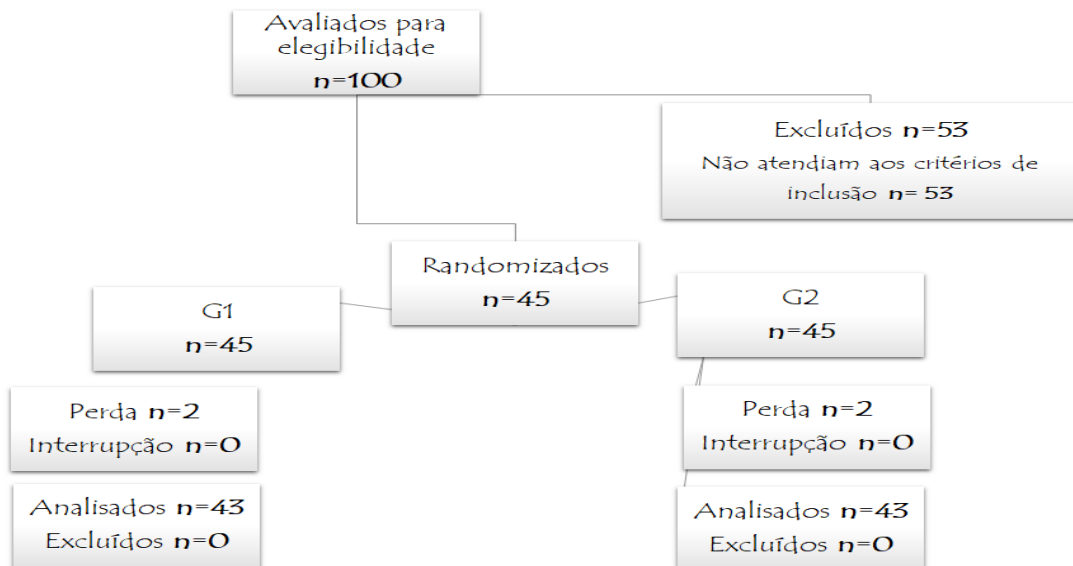 Avaliados para
elegibilidade
n=100
Excluídos n=53
Não atendiam aos critérios de
inclusão n= 53
Randomizados
n=45
G1
n=45
G2
n=45
Perda n=2
Interrupção n=0
Perda n=2
Interrupção n=0
Analisados n=43
Excluídos n=0
Analisados n=43
Excluídos n=0